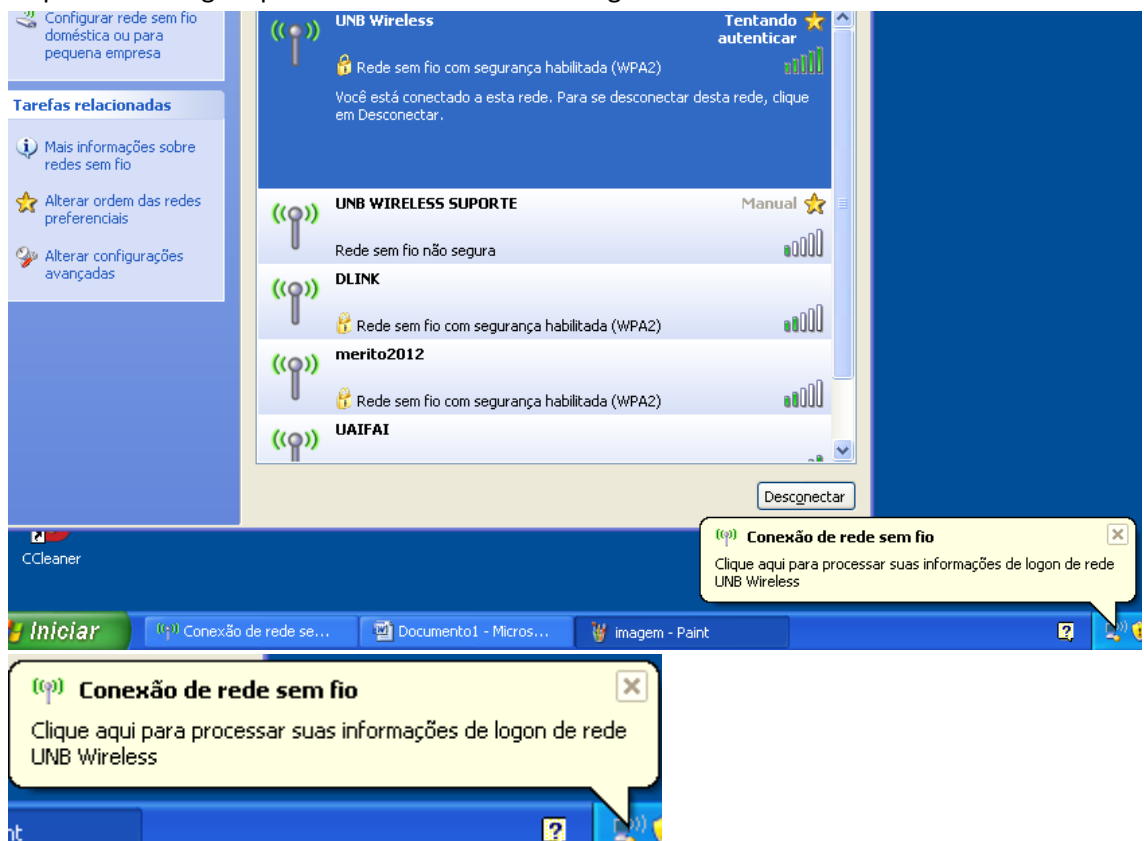 Configurar rede sem fio
doméstica ou para
pequena empresa
Tarefas relacionadas
Mais informações sobre
redes sem fio
Alterar ordem das redes
preferenciais
Alterar configurações
avançadas
UNB Wireless
Tentando
autenticar
Rede sem fio com segurança habilitada (WPA2)
Você está conectado a esta rede. Para se desconectar desta rede, clique
em Desconectar.
UNB WIRELESS SUPORTE
Manual
Rede sem fio não segura
DLINK
Rede sem fio com segurança habilitada (WPA2)
merito2012
Rede sem fio com segurança habilitada (WPA2)
UAIFAI
Desconectar
CCleaner
Conexão de rede sem fio
Clique aqui para processar suas informações de logon de rede
UNB Wireless
Iniciar
Conexão de rede se...
Documento1 - Micros...
imagem - Paint
?
Conexão de rede sem fio
Clique aqui para processar suas informações de logon de rede
UNB Wireless
nt
?